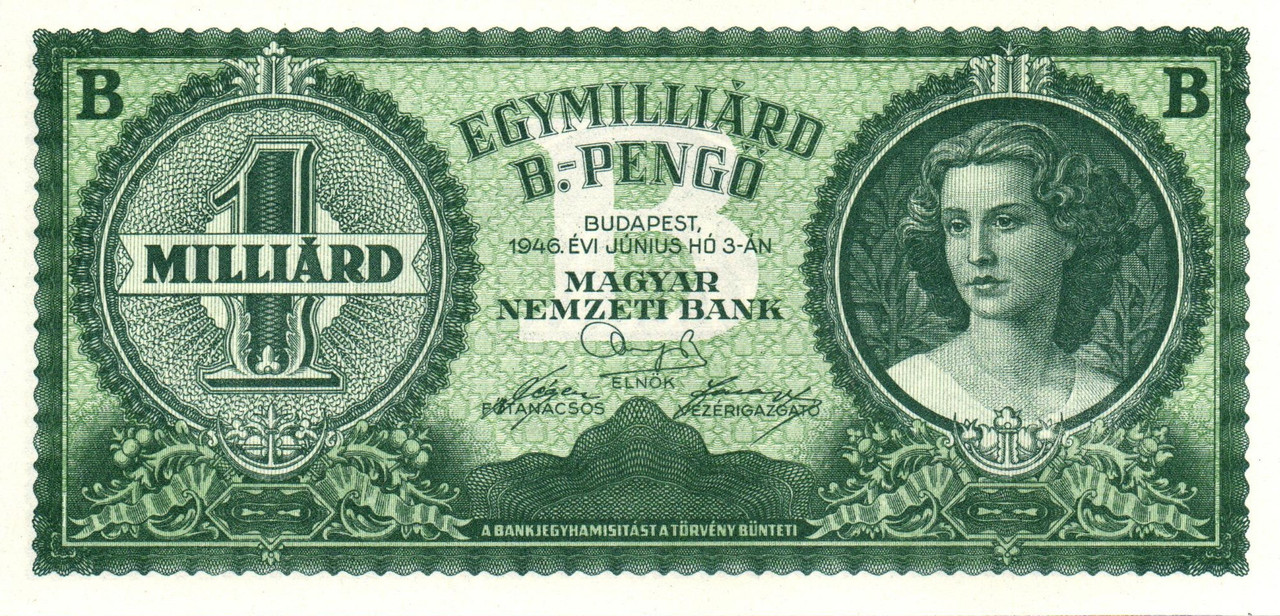 B
B
EGYMILLIÁRD
B.-PENGŐ
B
1
MILLIÁRD
BUDAPEST,
1946. ÉVI JÚNIUS HÓ 3-ÁN
MAGYAR
NEMZETI BANK
ELNÖK
FŐTANÁCSOS
VEZÉRIGAZGATÓ
A BANKJEGYHAMISITÁST A TÖRVÉNY BÜNTETI